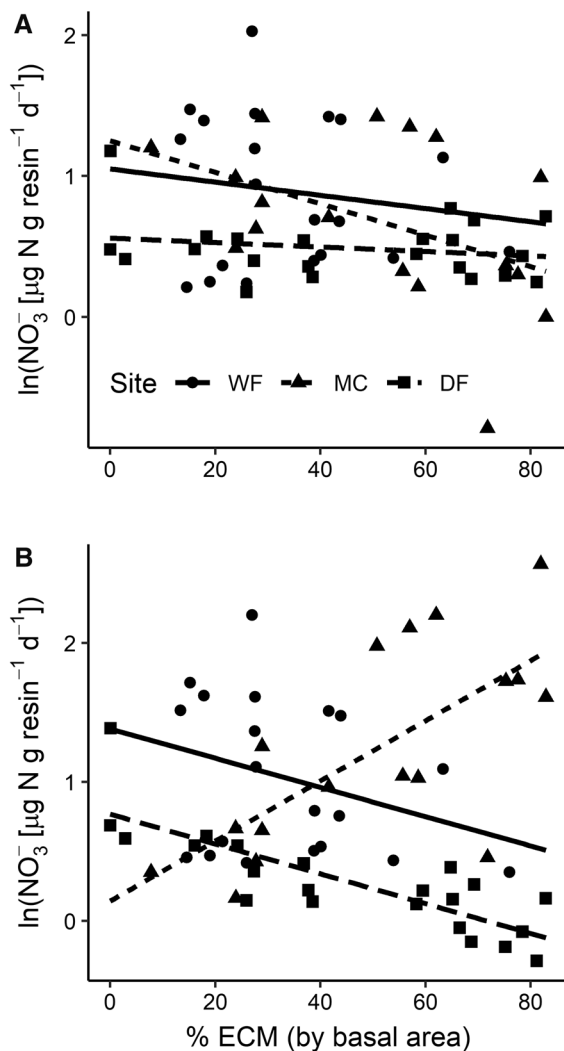 A
ln(NO₃⁻ [µg N g resin⁻¹ d⁻¹])
2
1
0
Site WF MC DF
0 20 40 60 80
B
ln(NO₃⁻ [µg N g resin⁻¹ d⁻¹])
2
1
0
0 20 40 60 80
% ECM (by basal area)